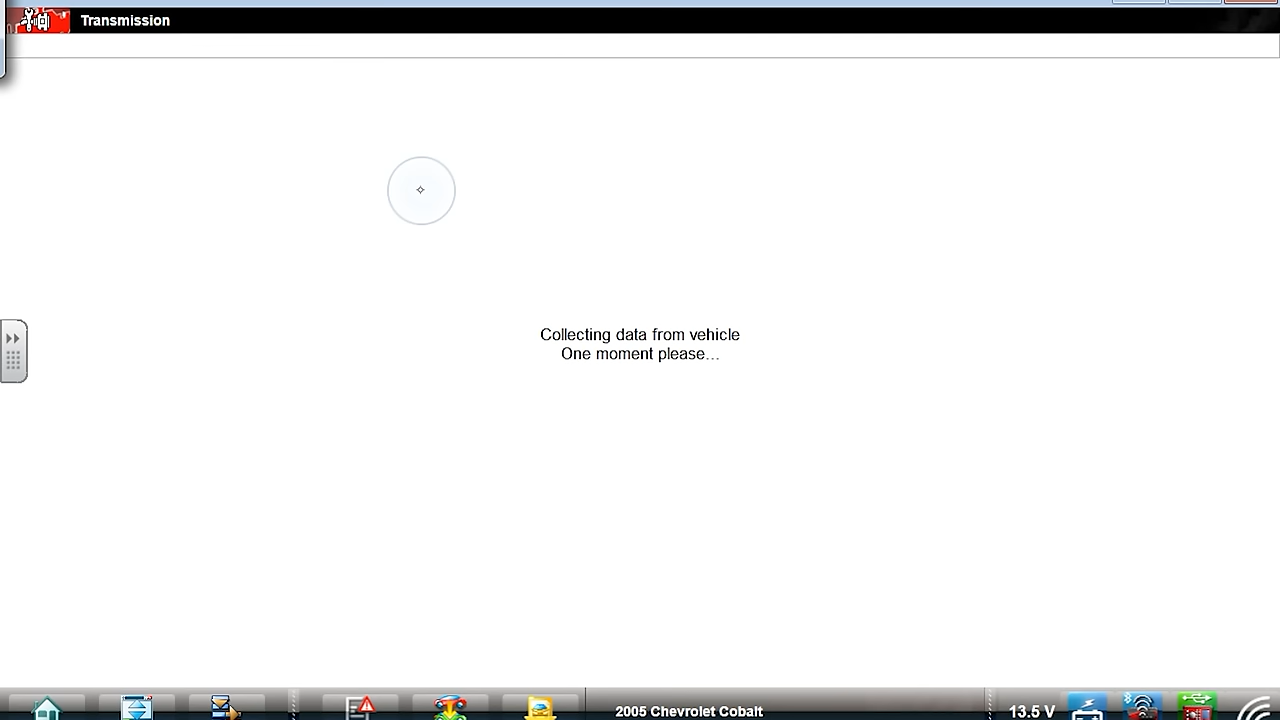 Transmission
Collecting data from vehicle
One moment please...
2005 Chevrolet Cobalt
13.5 V